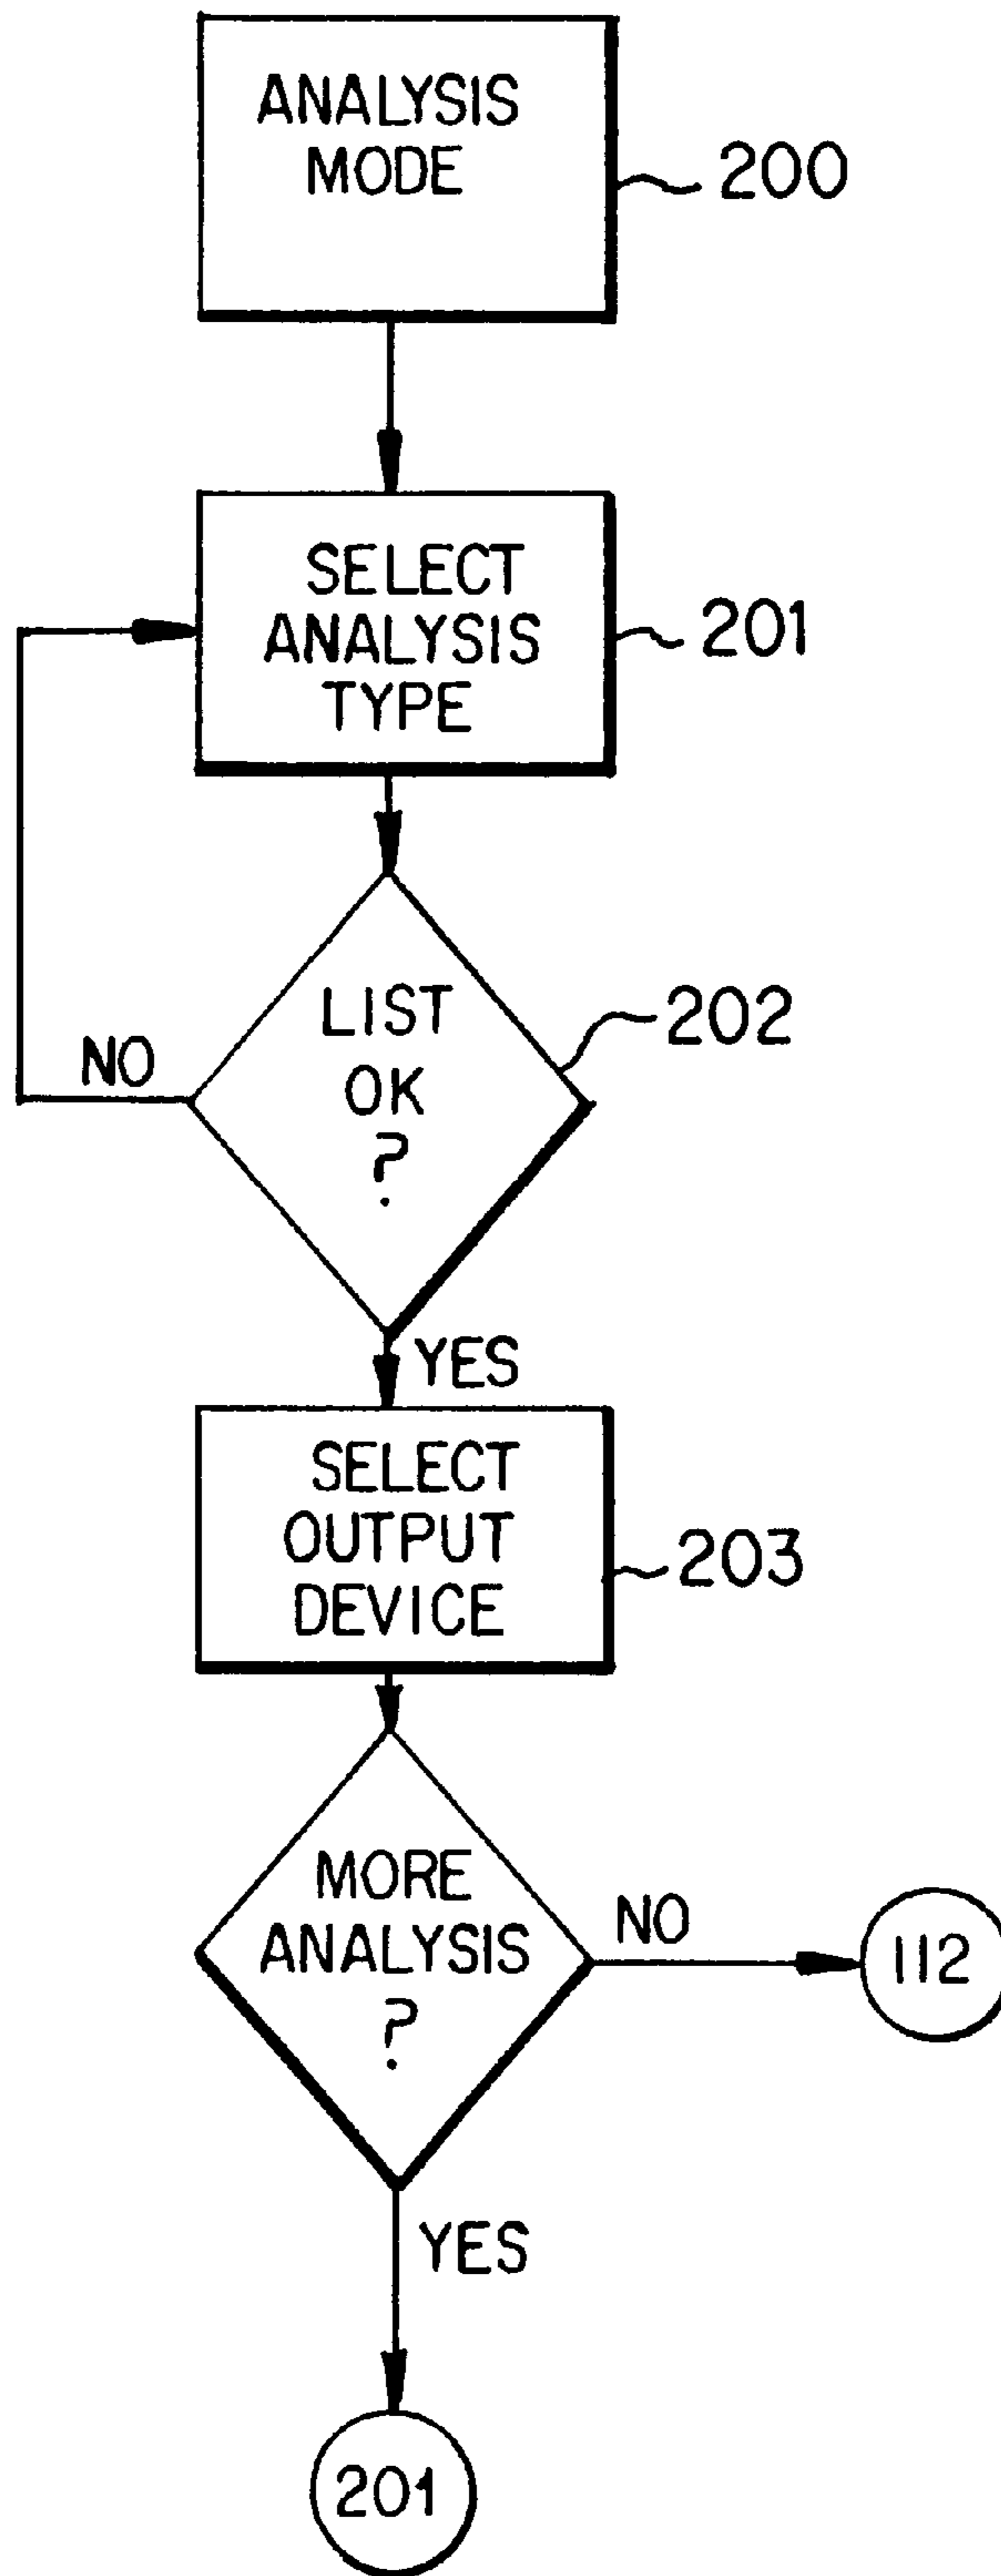 ANALYSIS
MODE
200
SELECT
ANALYSIS
TYPE
201
LIST
OK
?
202
NO
YES
SELECT
OUTPUT
DEVICE
203
MORE
ANALYSIS
?
NO
112
YES
201